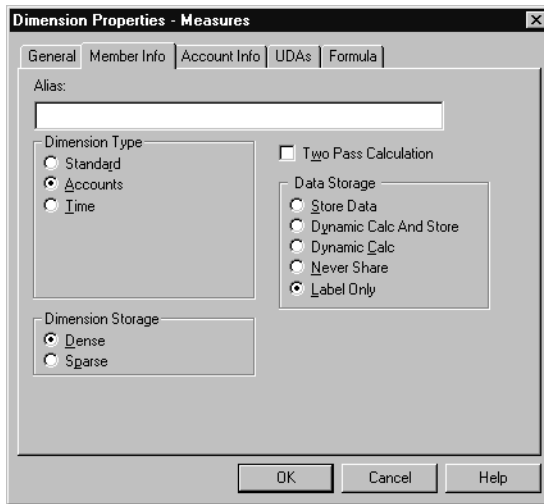 Dimension Properties - Measures
General Member Info Account Info UDAs Formula
Alias:
Dimension Type
Standard
Accounts
Time
Two Pass Calculation
Data Storage
Store Data
Dynamic Calc And Store
Dynamic Calc
Never Share
Label Only
Dimension Storage
Dense
Sparse
OK Cancel Help